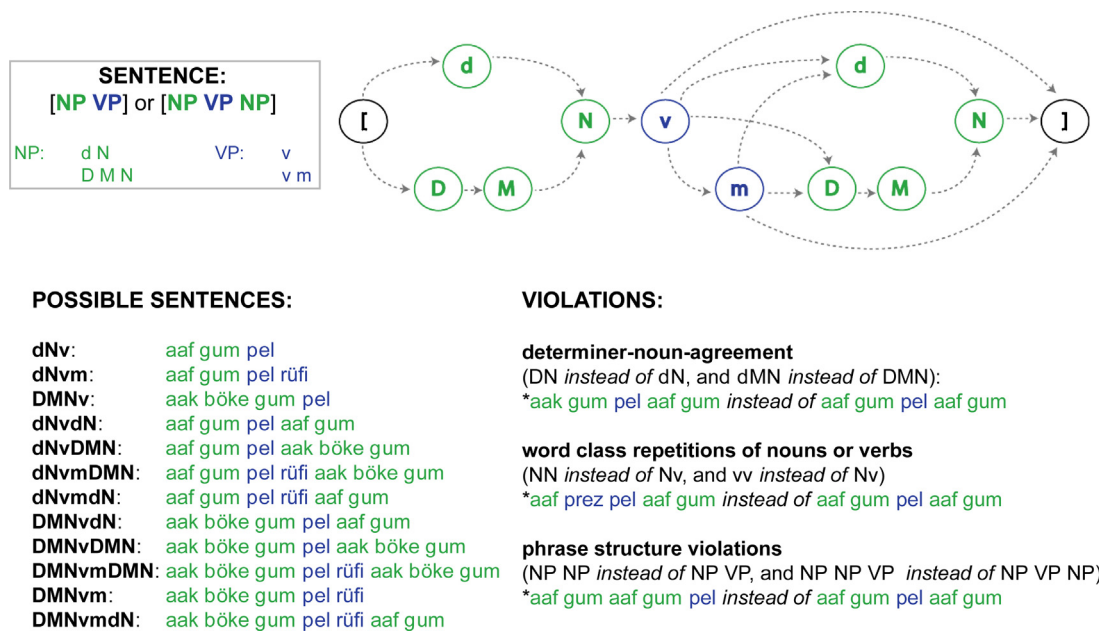 SENTENCE:
[NP VP] or [NP VP NP]
NP: d N VP: v
D M N v m
[ d D M N v m d D M N ]
POSSIBLE SENTENCES:
dNv: aaf gum pel
dNvm: aaf gum pel rüfi
DMNv: aak böke gum pel
dNvdN: aaf gum pel aaf gum
dNvDMN: aaf gum pel aak böke gum
dNvmDMN: aaf gum pel rüfi aak böke gum
dNvmdN: aaf gum pel rüfi aaf gum
DMNvdN: aak böke gum pel aaf gum
DMNvDMN: aak böke gum pel aak böke gum
DMNvmDMN: aak böke gum pel rüfi aak böke gum
DMNvm: aak böke gum pel rüfi
DMNvmdN: aak böke gum pel rüfi aaf gum
VIOLATIONS:
determiner-noun-agreement
(DN instead of dN, and dMN instead of DMN):
*aak gum pel aaf gum instead of aaf gum pel aaf gum
word class repetitions of nouns or verbs
(NN instead of Nv, and vv instead of Nv)
*aaf prez pel aaf gum instead of aaf gum pel aaf gum
phrase structure violations
(NP NP instead of NP VP, and NP NP VP instead of NP VP NP)
*aaf gum aaf gum pel instead of aaf gum pel aaf gum